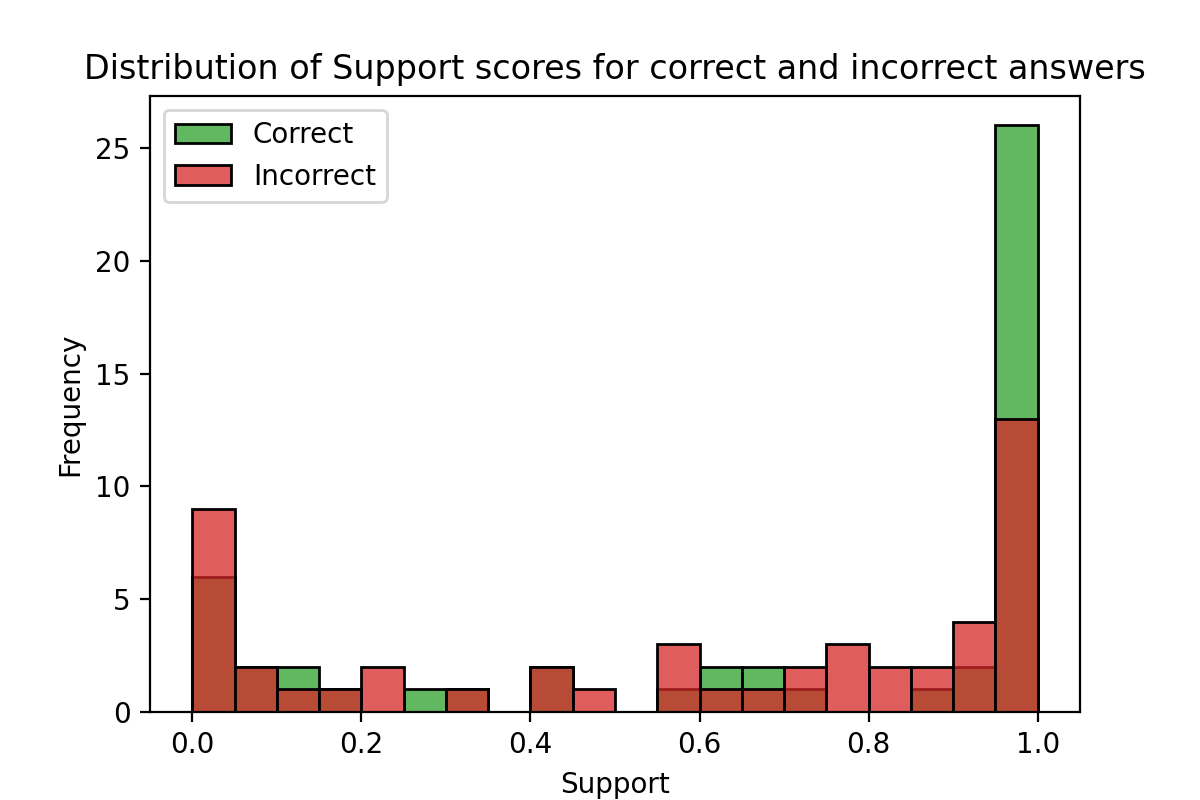 Distribution of Support scores for correct and incorrect answers
Correct
Incorrect
25
20
15
10
5
0
Frequency
0.0 0.2 0.4 0.6 0.8 1.0
Support